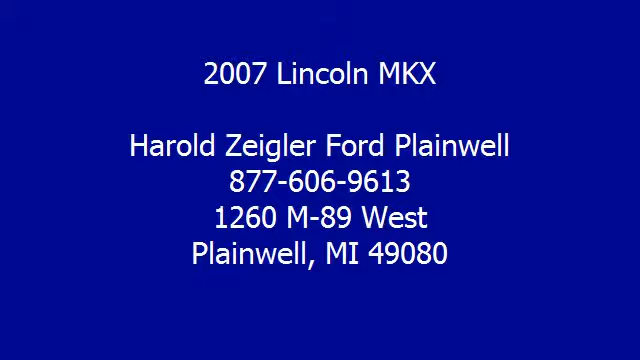 2007 Lincoln MKX
Harold Zeigler Ford Plainwell
877-606-9613
1260 M-89 West
Plainwell, MI 49080